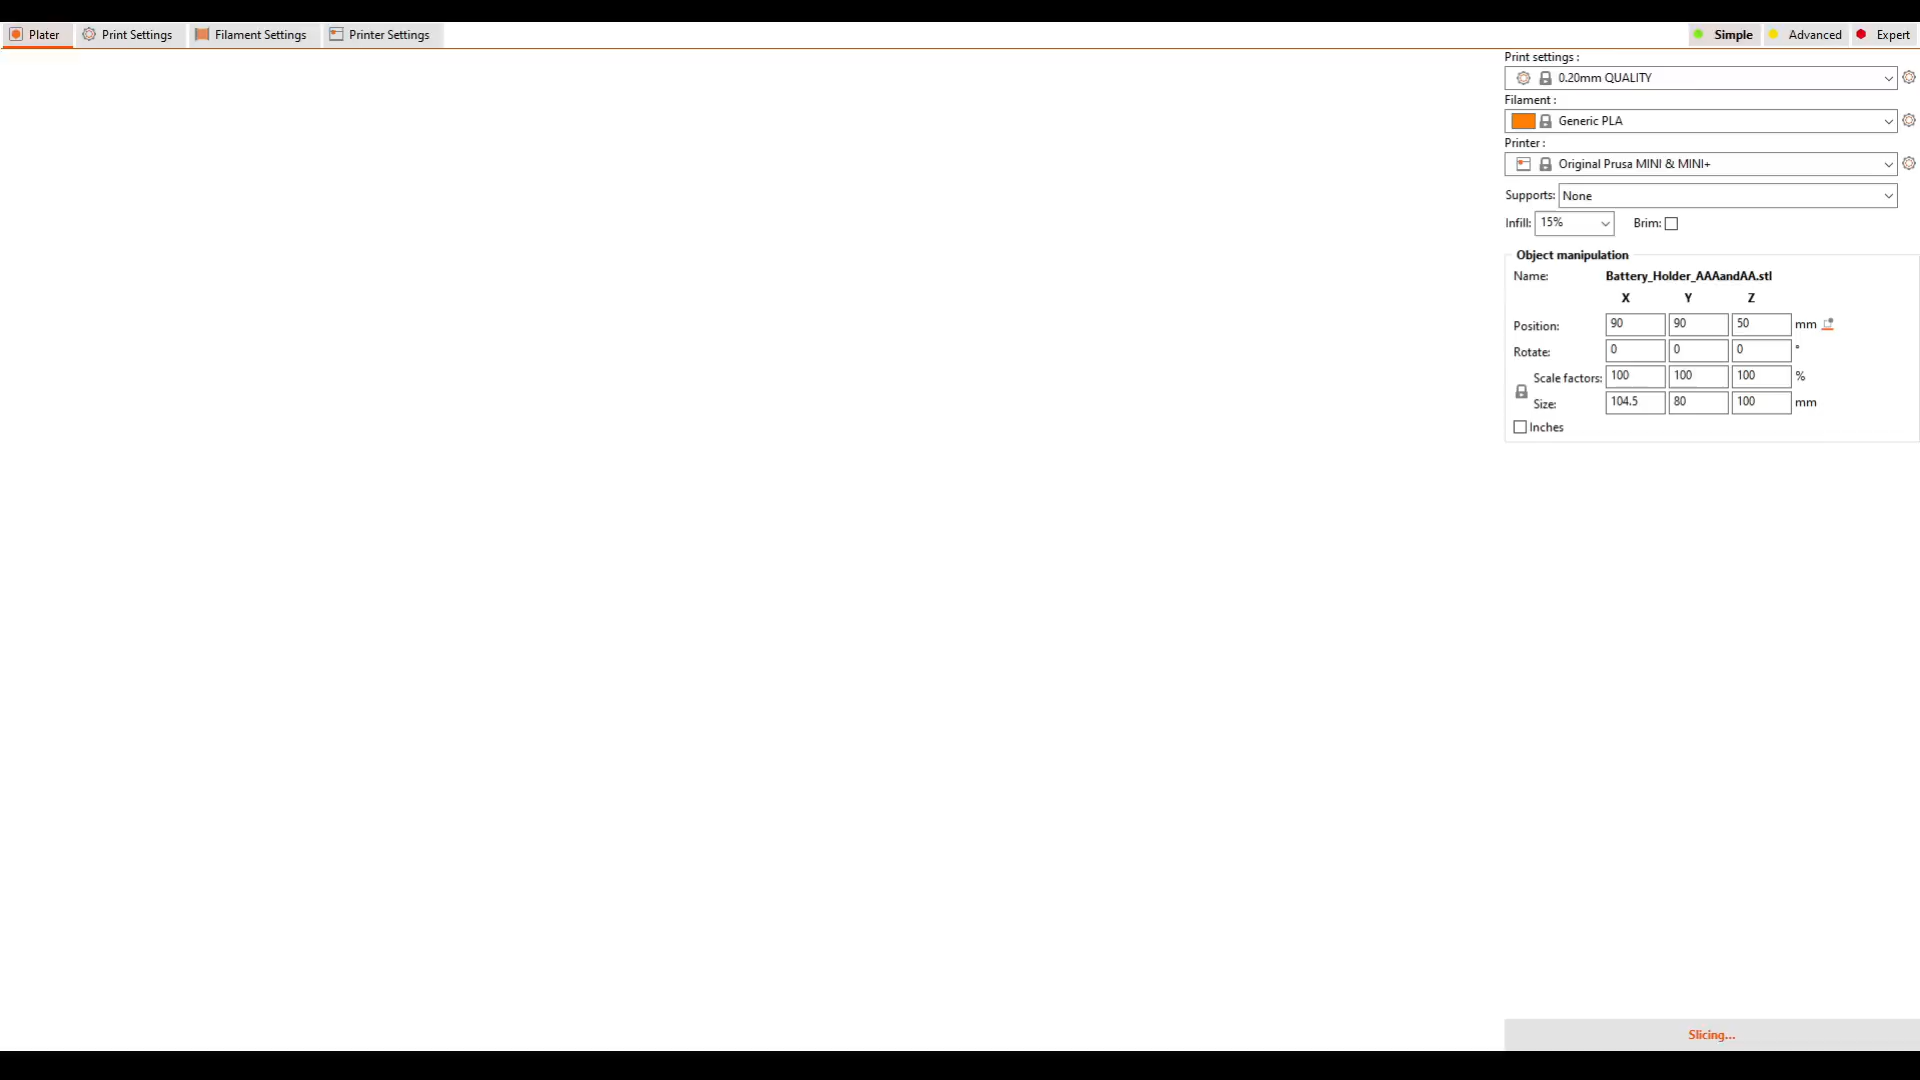 Plater Print Settings Filament Settings Printer Settings Simple Advanced Expert
Print settings :
0.20mm QUALITY
Filament :
Generic PLA
Printer :
Original Prusa MINI & MINI+
Supports: None
Infill: 15% Brim:
Object manipulation
Name: Battery_Holder_AAAandAA.stl
X Y Z
Position: 90 90 50 mm
Rotate: 0 0 0 °
Scale factors: 100 100 100 %
Size: 104.5 80 100 mm
Inches
Slicing...